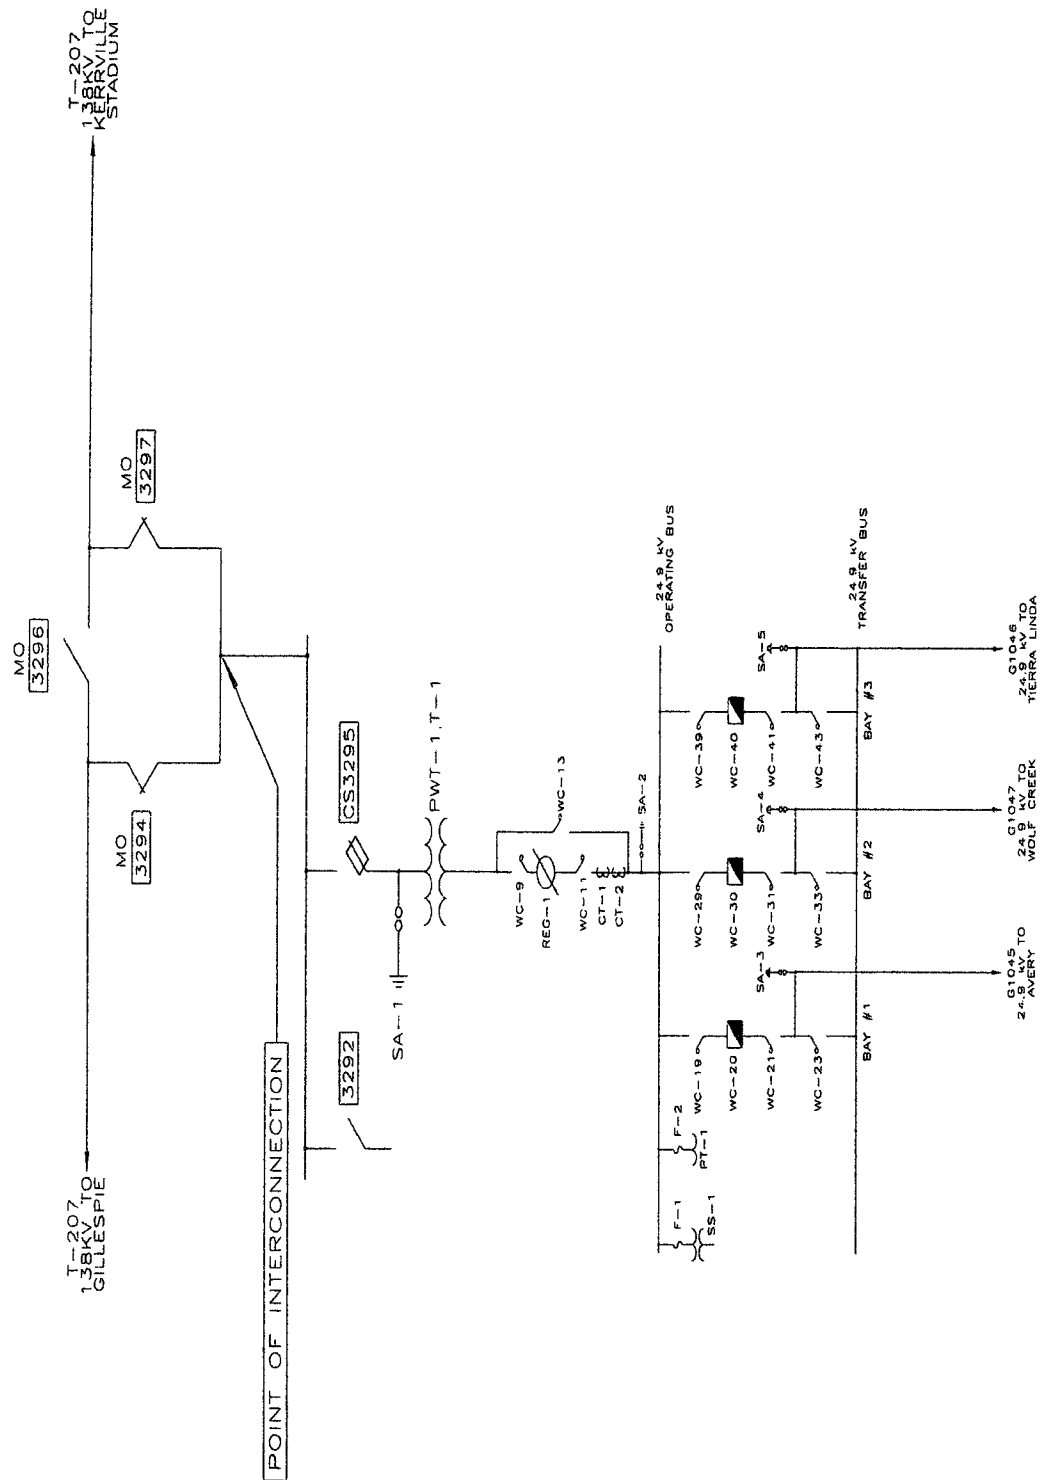 T-207
138KV TO
KERRVILLE
STADIUM
MO
3297
MO
3296
MO
3294
T-207
138KV TO
GILLESPIE
POINT OF INTERCONNECTION
CS3295
3292
SA-1
PWT-1,T-1
WC-13
WC-9
REG-1
WC-11
CT-1
CT-2
SA-2
24.9 kV
OPERATING BUS
F-1
SS-1
F-2
PT-1
WC-19
WC-20
WC-21
WC-23
SA-3
BAY #1
WC-29
WC-30
WC-31
WC-33
SA-4
BAY #2
WC-39
WC-40
WC-41
WC-43
SA-5
BAY #3
24.9 kV
TRANSFER BUS
G1045
24.9 kV TO
AVERY
G1047
24.9 kV TO
WOLF CREEK
G1046
24.9 kV TO
TIERRA LINDA